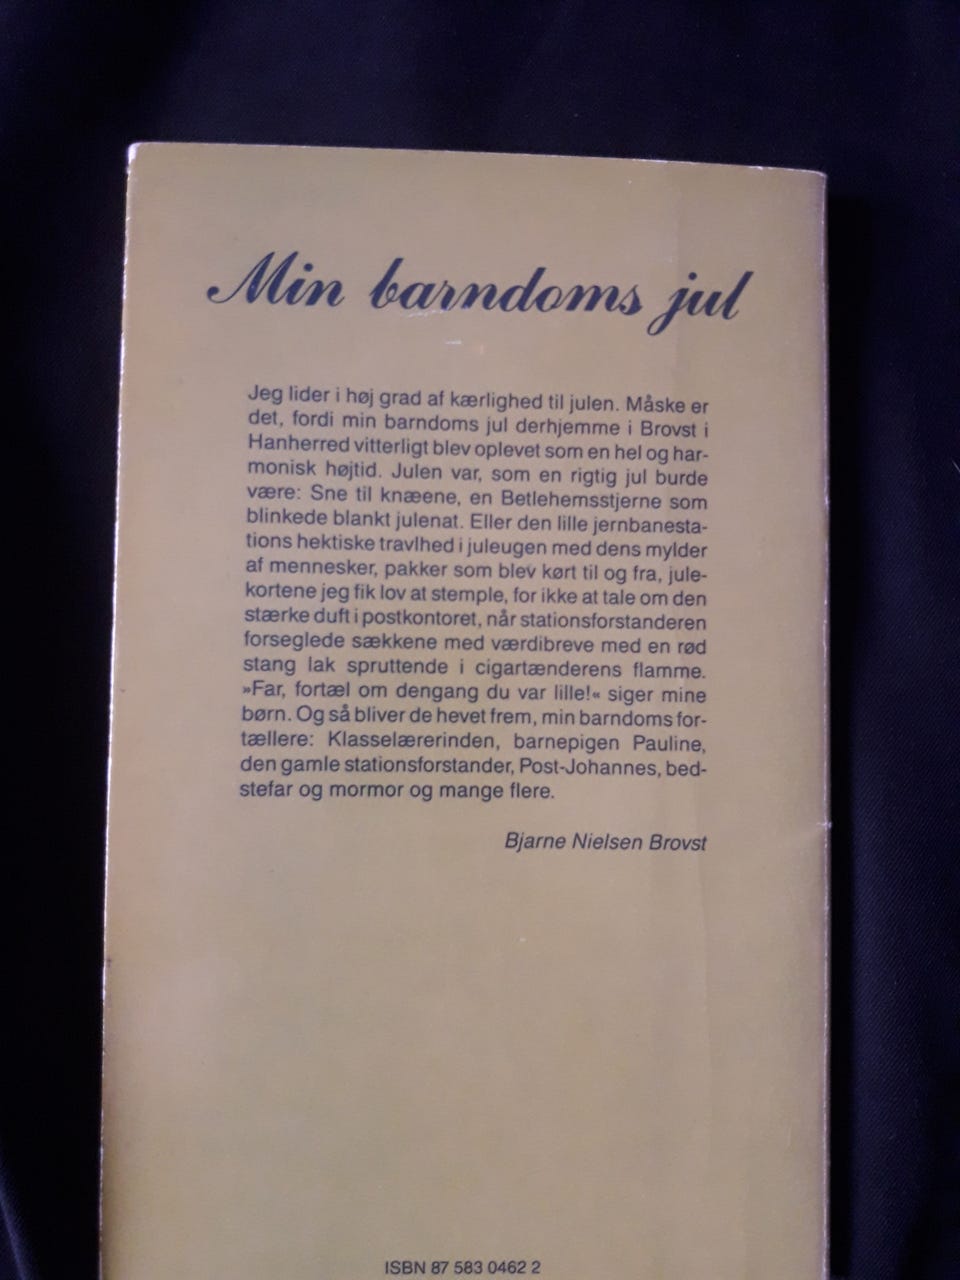 Min barndoms jul
Jeg lider i høj grad af kærlighed til julen. Måske er
det, fordi min barndoms jul derhjemme i Brovst i
Hanherred vitterligt blev oplevet som en hel og har-
monisk højtid. Julen var, som en rigtig jul burde
være: Sne til knæene, en Betlehemsstjerne som
blinkede blankt julenat. Eller den lille jernbanesta-
tions hektiske travlhed i juleugen med dens mylder
af mennesker, pakker som blev kørt til og fra, jule-
kortene jeg fik lov at stemple, for ikke at tale om den
stærke duft i postkontoret, når stationsforstanderen
forseglede sækkene med værdibreve med en rød
stang lak spruttende i cigartænderens flamme.
»Far, fortæl om dengang du var lille!« siger mine
børn. Og så bliver de hevet frem, min barndoms for-
tællere: Klasselærerinden, barnepigen Pauline,
den gamle stationsforstander, Post-Johannes, bed-
stefar og mormor og mange flere.
Bjarne Nielsen Brovst
ISBN 87 583 0462 2